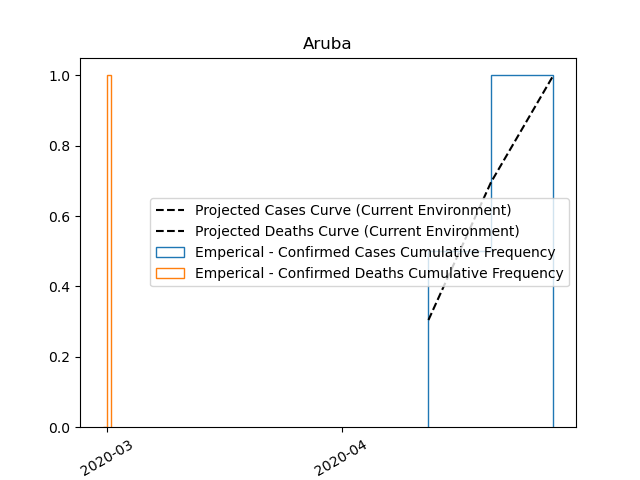 Aruba
1.0
0.8
0.6
0.4
0.2
0.0
Projected Cases Curve (Current Environment)
Projected Deaths Curve (Current Environment)
Emperical - Confirmed Cases Cumulative Frequency
Emperical - Confirmed Deaths Cumulative Frequency
2020-03
2020-04